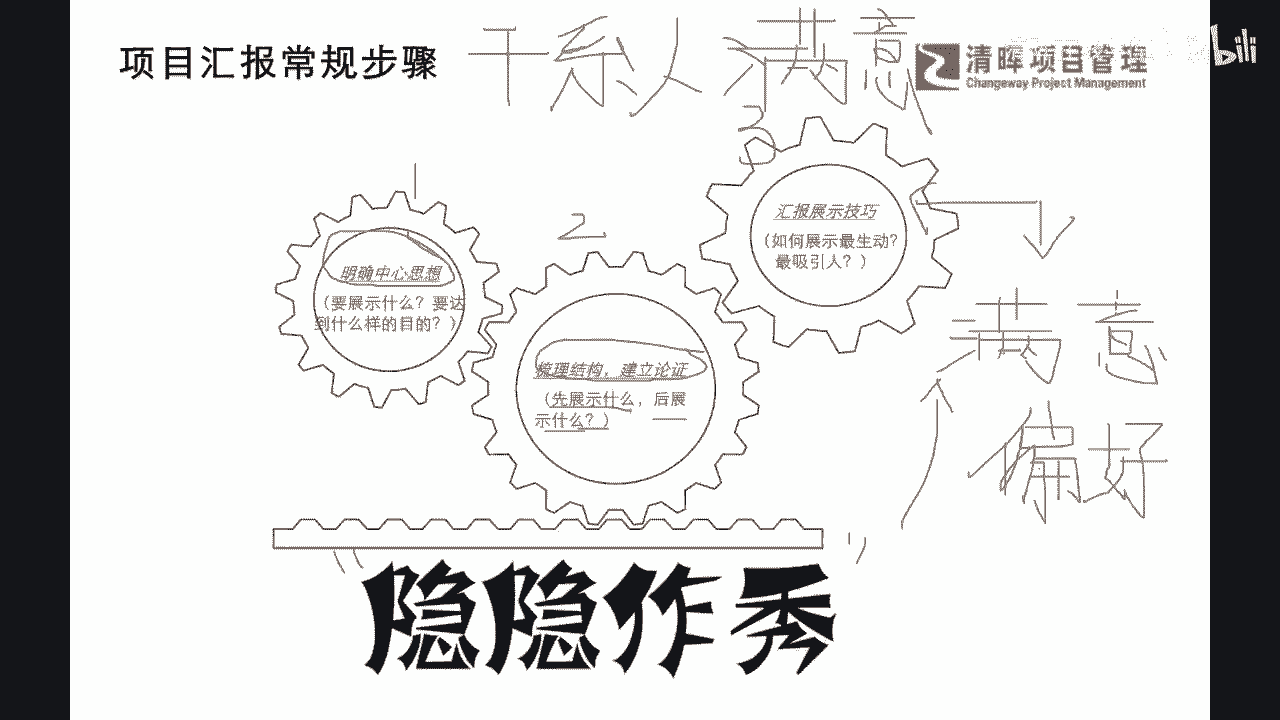 项目汇报常规步骤
干系人满意
清晖项目管理
Changeway Project Management
bili
1
2
3
明确中心思想
（要展示什么？要达
到什么样的目的？）
梳理结构，建立论证
（先展示什么，后展
示什么？）
汇报展示技巧
（如何展示最生动？
最吸引人？）
满意
偏好
隐隐作秀